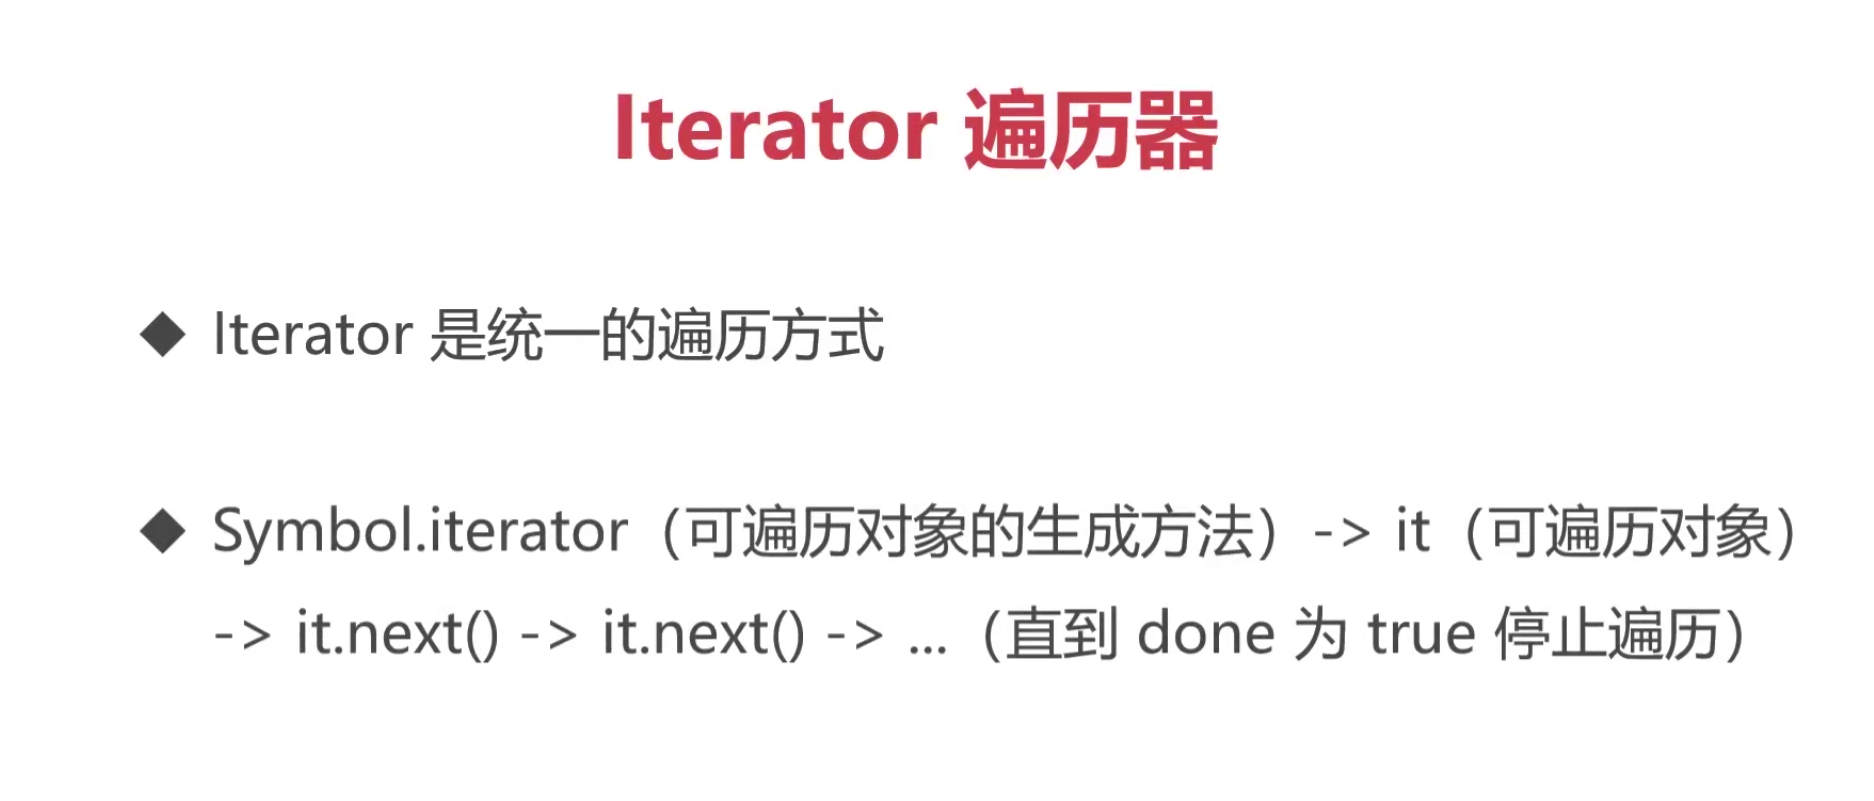 Iterator 遍历器
◆ Iterator 是统一的遍历方式
◆ Symbol.iterator（可遍历对象的生成方法）-> it（可遍历对象）
-> it.next() -> it.next() -> ...（直到 done 为 true 停止遍历）